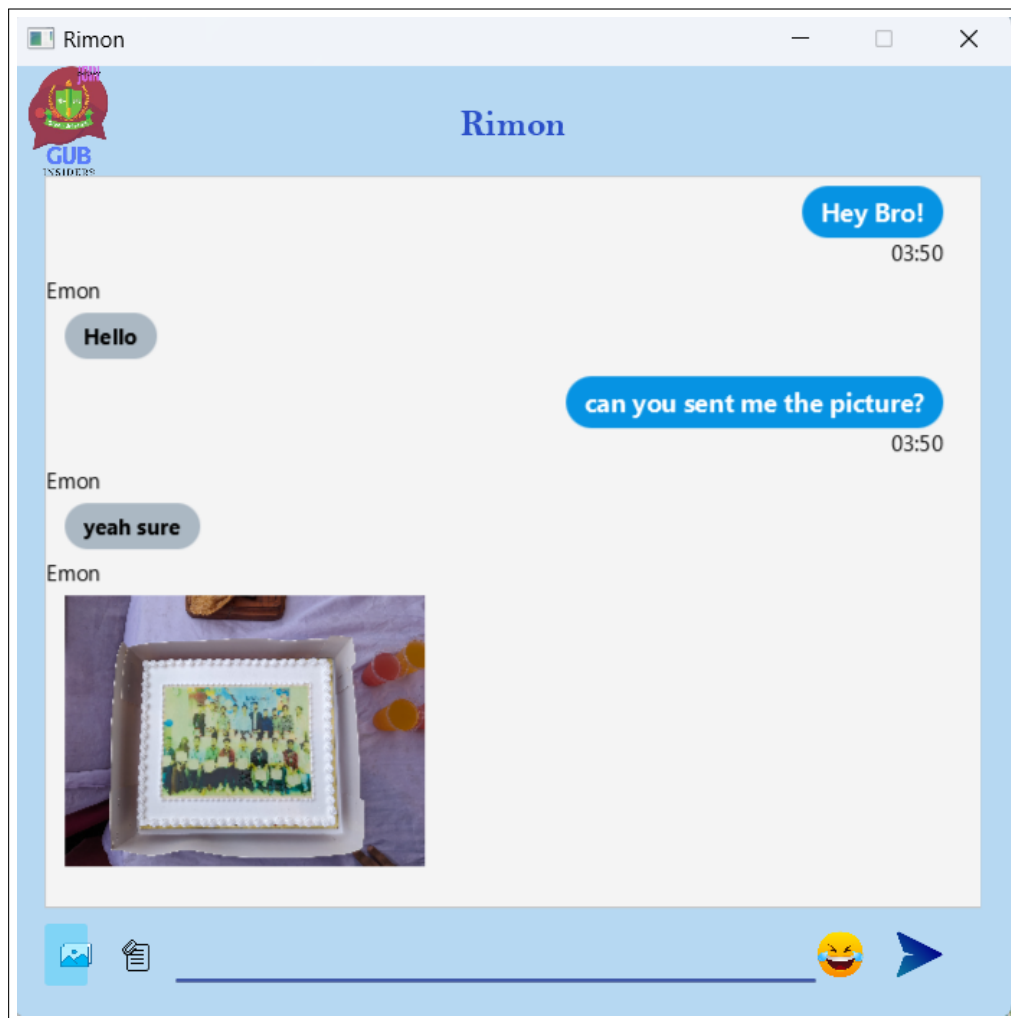 Rimon
JOIN
GUB
INSIDERS
Rimon
Hey Bro!
03:50
Emon
Hello
can you sent me the picture?
03:50
Emon
yeah sure
Emon